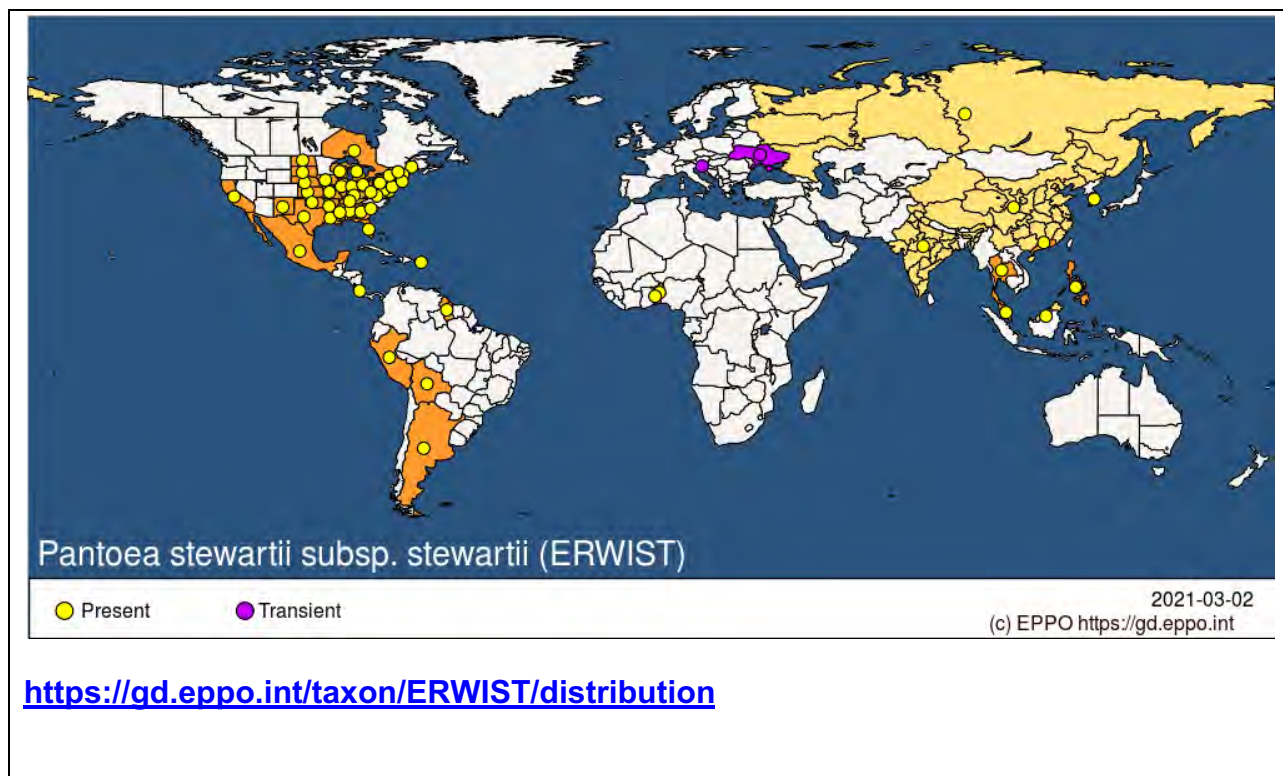 Pantoea stewartii subsp. stewartii (ERWIST)
Present
Transient
2021-03-02
(c) EPPO https://gd.eppo.int
https://gd.eppo.int/taxon/ERWIST/distribution